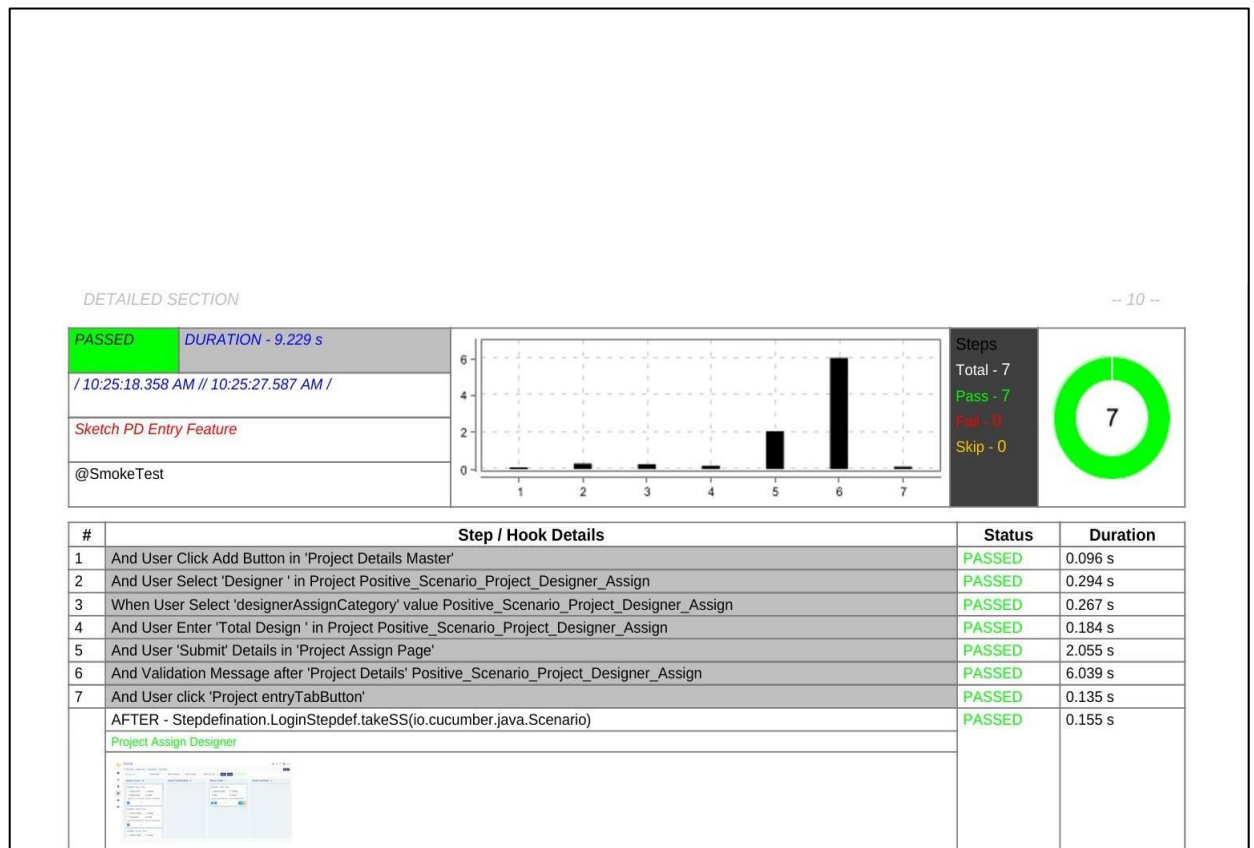 DETAILED SECTION -- 10 --
PASSED DURATION - 9.229 s
/ 10:25:18.358 AM // 10:25:27.587 AM /
Sketch PD Entry Feature
@SmokeTest
6
4
2
0
1 2 3 4 5 6 7
Steps
Total - 7
Pass - 7
Fail - 0
Skip - 0
7
# Step / Hook Details Status Duration
1 And User Click Add Button in 'Project Details Master' PASSED 0.096 s
2 And User Select 'Designer ' in Project Positive_Scenario_Project_Designer_Assign PASSED 0.294 s
3 When User Select 'designerAssignCategory' value Positive_Scenario_Project_Designer_Assign PASSED 0.267 s
4 And User Enter 'Total Design ' in Project Positive_Scenario_Project_Designer_Assign PASSED 0.184 s
5 And User 'Submit' Details in 'Project Assign Page' PASSED 2.055 s
6 And Validation Message after 'Project Details' Positive_Scenario_Project_Designer_Assign PASSED 6.039 s
7 And User click 'Project entryTabButton' PASSED 0.135 s
AFTER - Stepdefination.LoginStepdef.takeSS(io.cucumber.java.Scenario) PASSED 0.155 s
Project Assign Designer